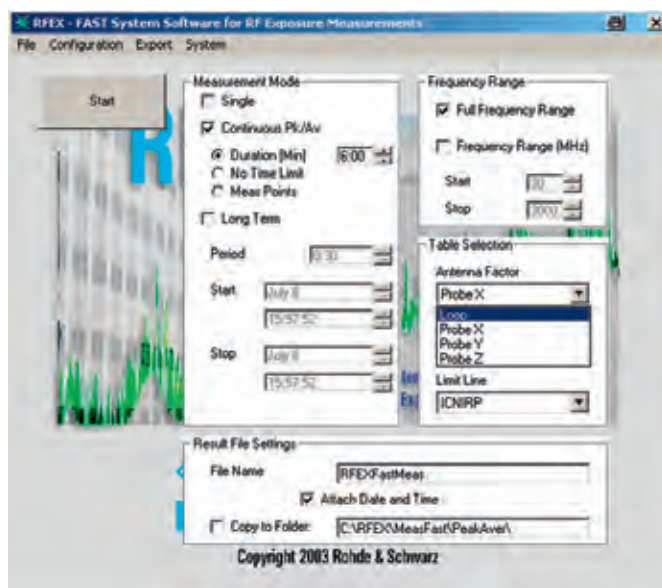 RFEX - FAST System Software for RF Exposure Measurements
File Configuration Export System
Start
Measurement Mode
Single
Continuous Pk/Av
Duration [Min] 6:00
No Time Limit
Meas Points
Long Term
Period 0:30
Start July 8
15:57:52
Stop July 8
15:57:52
Frequency Range
Full Frequency Range
Frequency Range (MHz)
Start 30
Stop 3000
Table Selection
Antenna Factor
Probe X
Loop
Probe X
Probe Y
Probe Z
Limit Line
ICNIRP
Result File Settings
File Name RFEXFastMeas
Attach Date and Time
Copy to Folder: C:\RFEX\MeasFast\PeakAver\
Copyright 2003 Rohde & Schwarz